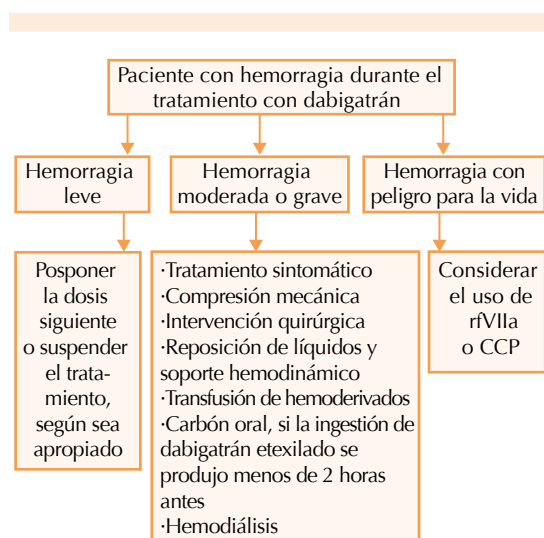 Paciente con hemorragia durante el
tratamiento con dabigatrán
Hemorragia
leve
Hemorragia
moderada o grave
Hemorragia con
peligro para la vida
Posponer
la dosis
siguiente
o suspender
el trata-
miento,
según sea
apropiado
·Tratamiento sintomático
·Compresión mecánica
·Intervención quirúrgica
·Reposición de líquidos y
soporte hemodinámico
·Transfusión de hemoderivados
·Carbón oral, si la ingestión de
dabigatrán etexilado se
produjo menos de 2 horas
antes
·Hemodiálisis
Considerar
el uso de
rfVIIa
o CCP